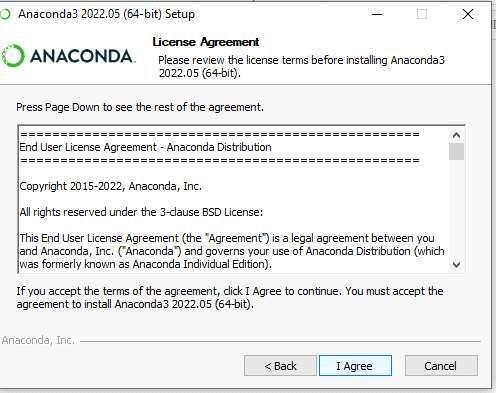 Anaconda3 2022.05 (64-bit) Setup
ANACONDA.
License Agreement
Please review the license terms before installing Anaconda3
2022.05 (64-bit).
Press Page Down to see the rest of the agreement.
======================================================
End User License Agreement - Anaconda Distribution
======================================================
Copyright 2015-2022, Anaconda, Inc.
All rights reserved under the 3-clause BSD License:
This End User License Agreement (the "Agreement") is a legal agreement between you
and Anaconda, Inc. ("Anaconda") and governs your use of Anaconda Distribution (which
was formerly known as Anaconda Individual Edition).
If you accept the terms of the agreement, click I Agree to continue. You must accept the
agreement to install Anaconda3 2022.05 (64-bit).
Anaconda, Inc.
< Back
I Agree
Cancel